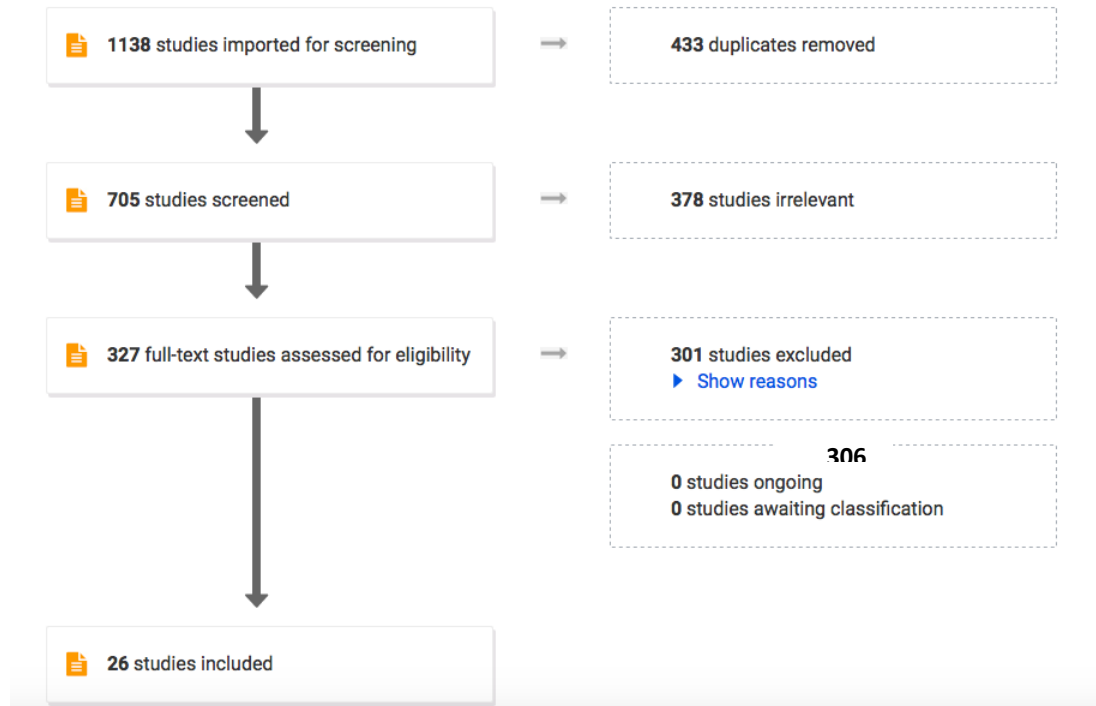 1138 studies imported for screening
433 duplicates removed
705 studies screened
378 studies irrelevant
327 full-text studies assessed for eligibility
301 studies excluded
Show reasons
306
0 studies ongoing
0 studies awaiting classification
26 studies included